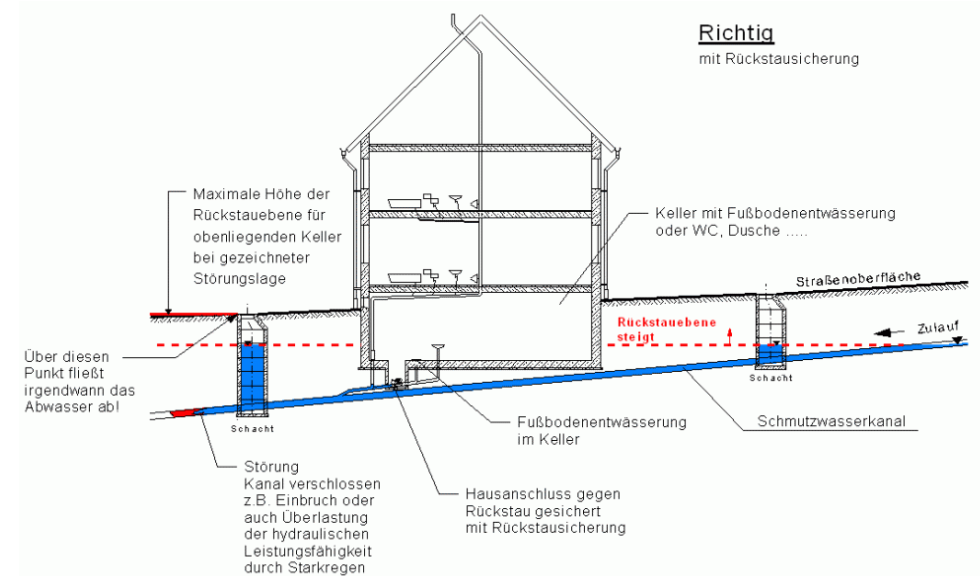 Richtig
mit Rückstausicherung
Maximale Höhe der
Rückstauebene für
obenliegenden Keller
bei gezeichneter
Störungslage
Keller mit Fußbodenentwässerung
oder WC, Dusche .....
Straßenoberfläche
Rückstauebene
steigt
Zulauf
Über diesen
Punkt fließt
irgendwann das
Abwasser ab!
Schacht
Schacht
Fußbodenentwässerung
im Keller
Schmutzwasserkanal
Störung
Kanal verschlossen
z.B. Einbruch oder
auch Überlastung
der hydraulischen
Leistungsfähigkeit
durch Starkregen
Hausanschluss gegen
Rückstau gesichert
mit Rückstausicherung